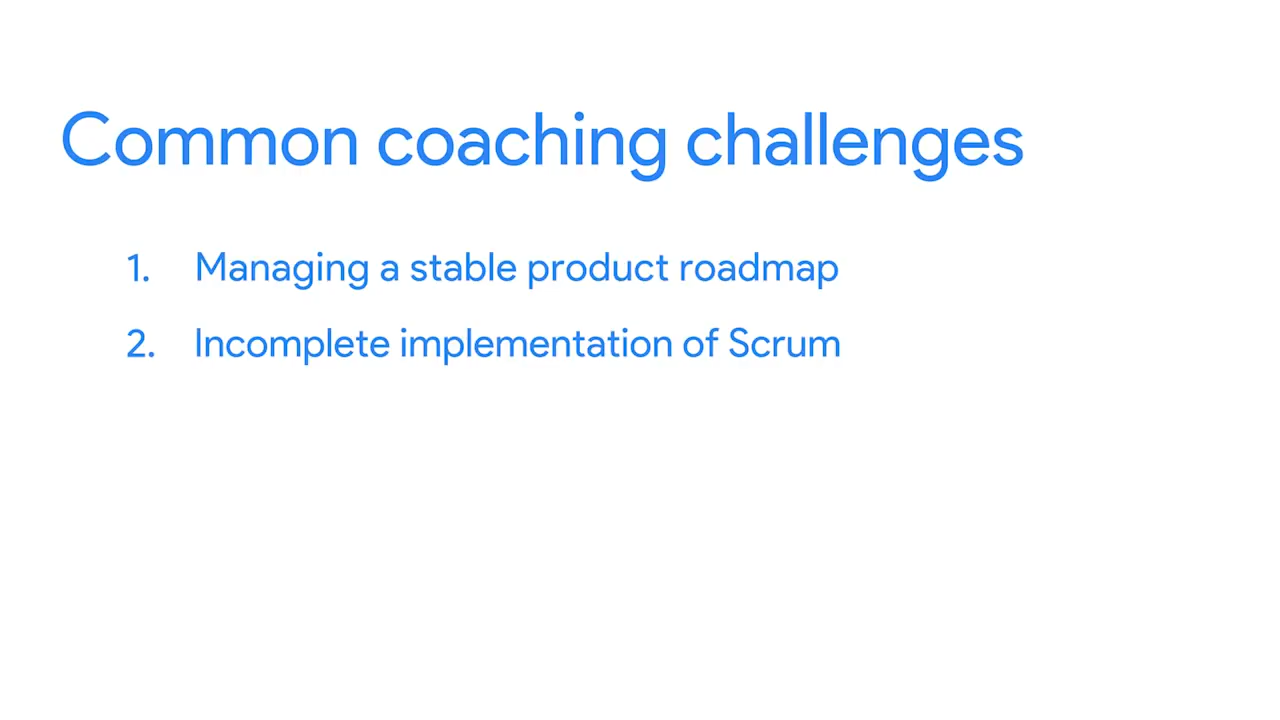 Common coaching challenges
1. Managing a stable product roadmap
2. Incomplete implementation of Scrum